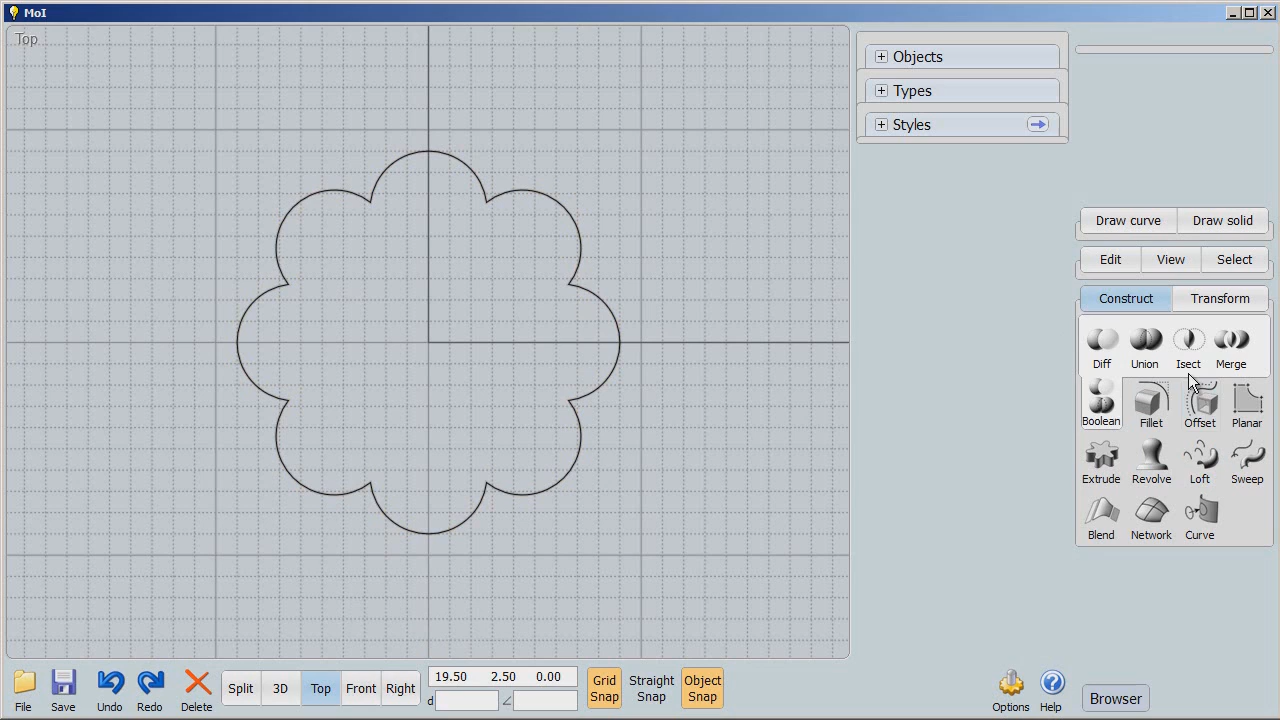 MoI
Top
Objects
Types
Styles
Draw curve Draw solid
Edit View Select
Construct Transform
Diff Union Isect Merge
Boolean Fillet Offset Planar
Extrude Revolve Loft Sweep
Blend Network Curve
File Save Undo Redo Delete
Split 3D Top Front Right
19.50 2.50 0.00
d ∠
Grid
Snap
Straight
Snap
Object
Snap
Options Help
Browser